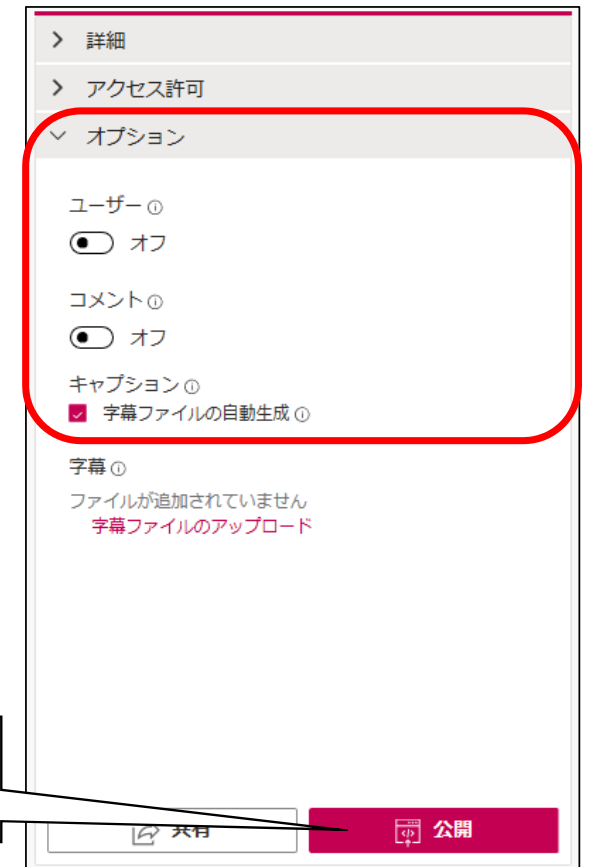 詳細
アクセス許可
オプション
ユーザー
オフ
コメント
オフ
キャプション
字幕ファイルの自動生成
字幕
ファイルが追加されていません
字幕ファイルのアップロード
共有 公開